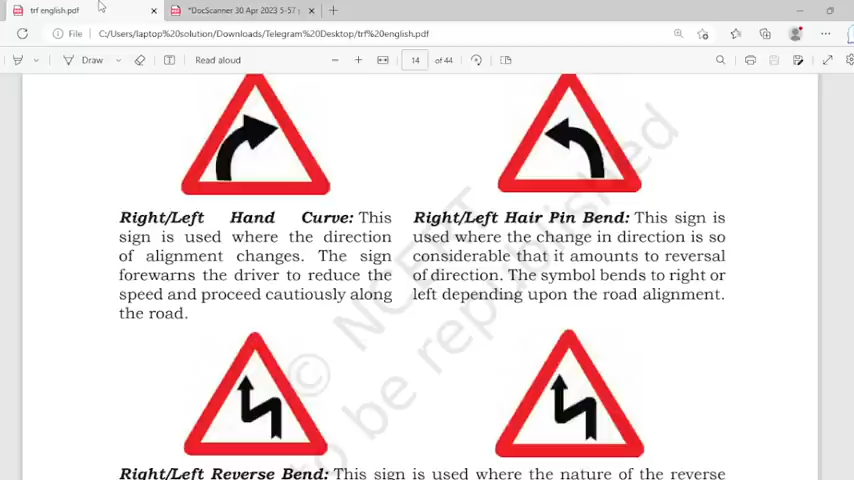 trf english.pdf
*DocScanner 30 Apr 2023 5-57 p
File
C:/Users/laptop%20solution/Downloads/Telegram%20Desktop/trf%20english.pdf
Draw
Read aloud
14
of 44
Right/Left Hand Curve: This
sign is used where the direction
of alignment changes. The sign
forewarns the driver to reduce the
speed and proceed cautiously along
the road.
Right/Left Hair Pin Bend: This sign is
used where the change in direction is so
considerable that it amounts to reversal
of direction. The symbol bends to right or
left depending upon the road alignment.
© NCERT
to be republished
Right/Left Reverse Bend: This sign is used where the nature of the reverse